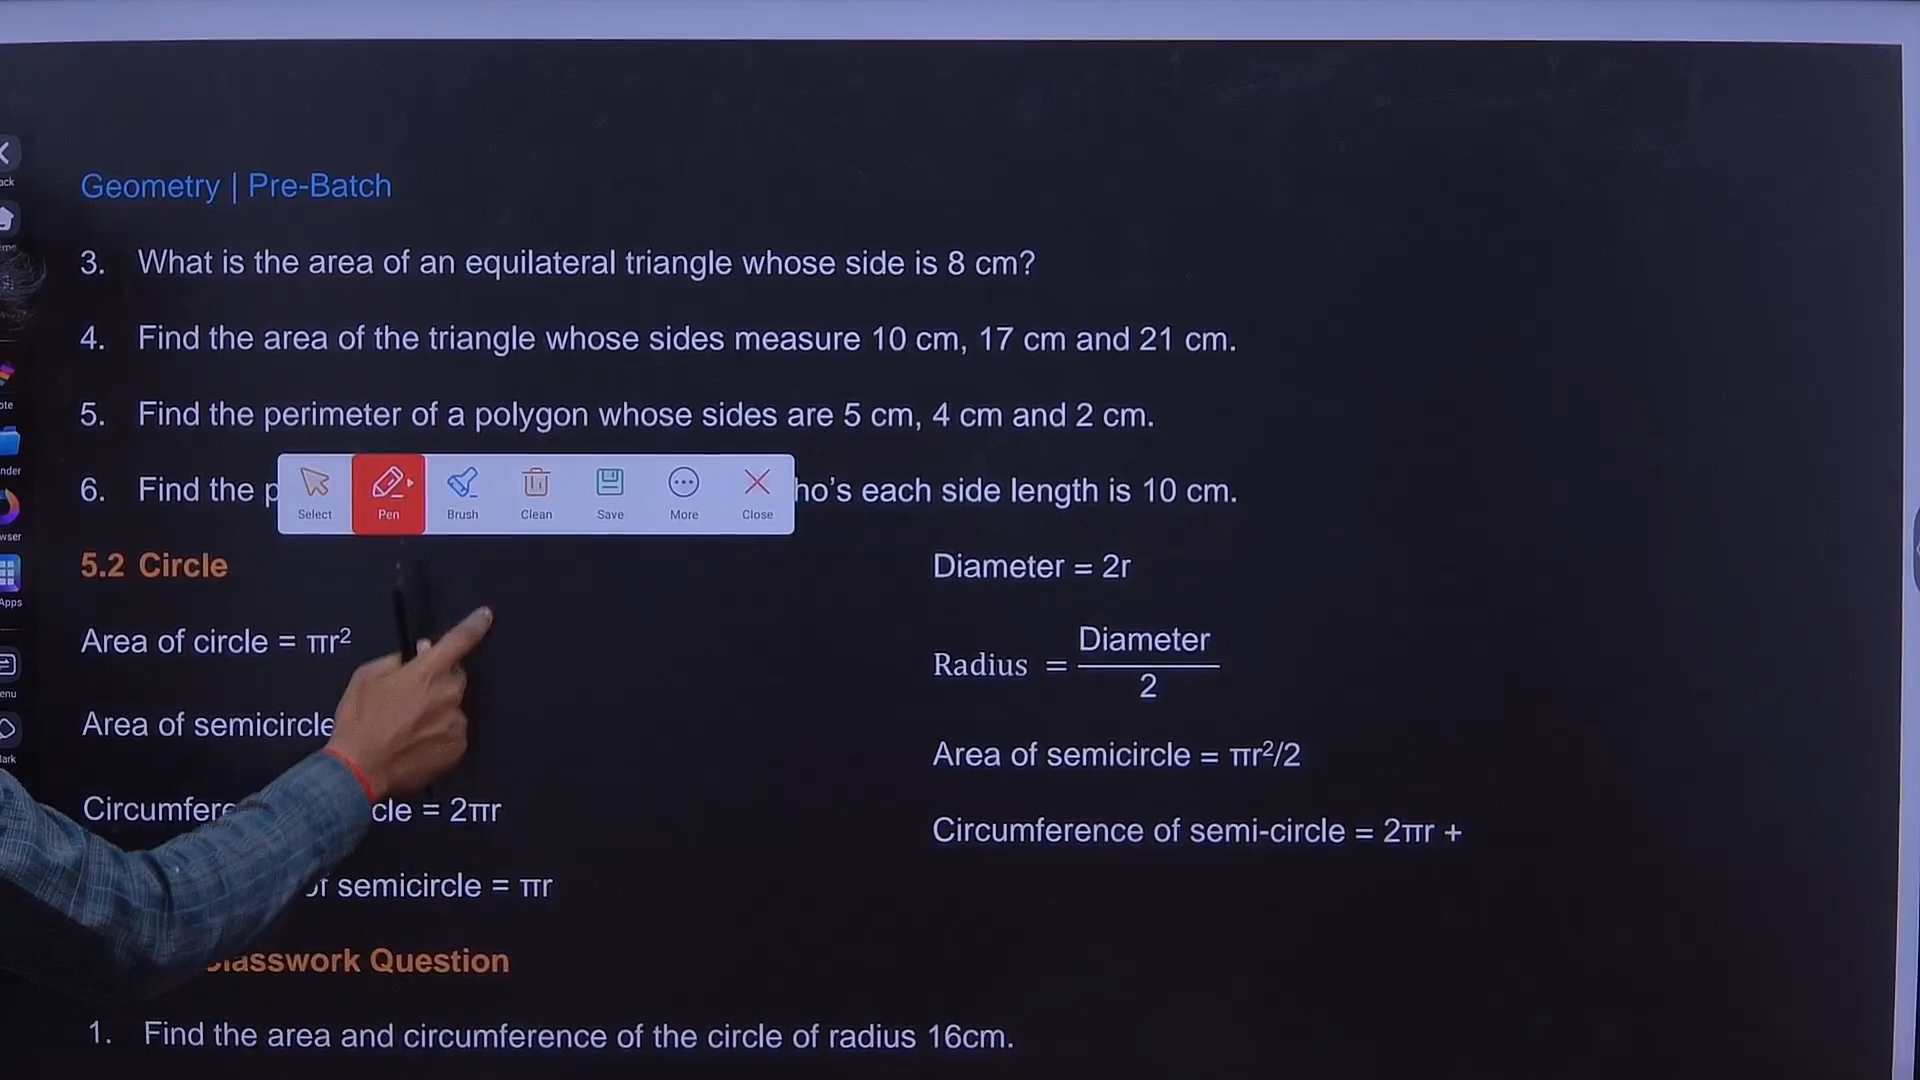 Geometry | Pre-Batch
3. What is the area of an equilateral triangle whose side is 8 cm?
4. Find the area of the triangle whose sides measure 10 cm, 17 cm and 21 cm.
5. Find the perimeter of a polygon whose sides are 5 cm, 4 cm and 2 cm.
6. Find the p
ho's each side length is 10 cm.
Select Pen Brush Clean Save More Close
5.2 Circle
Area of circle = πr²
Area of semicircle
Circumfere
cle = 2πr
of semicircle = πr
Diameter = 2r
Radius = Diameter / 2
Area of semicircle = πr²/2
Circumference of semi-circle = 2πr +
Classwork Question
1. Find the area and circumference of the circle of radius 16cm.
Apps